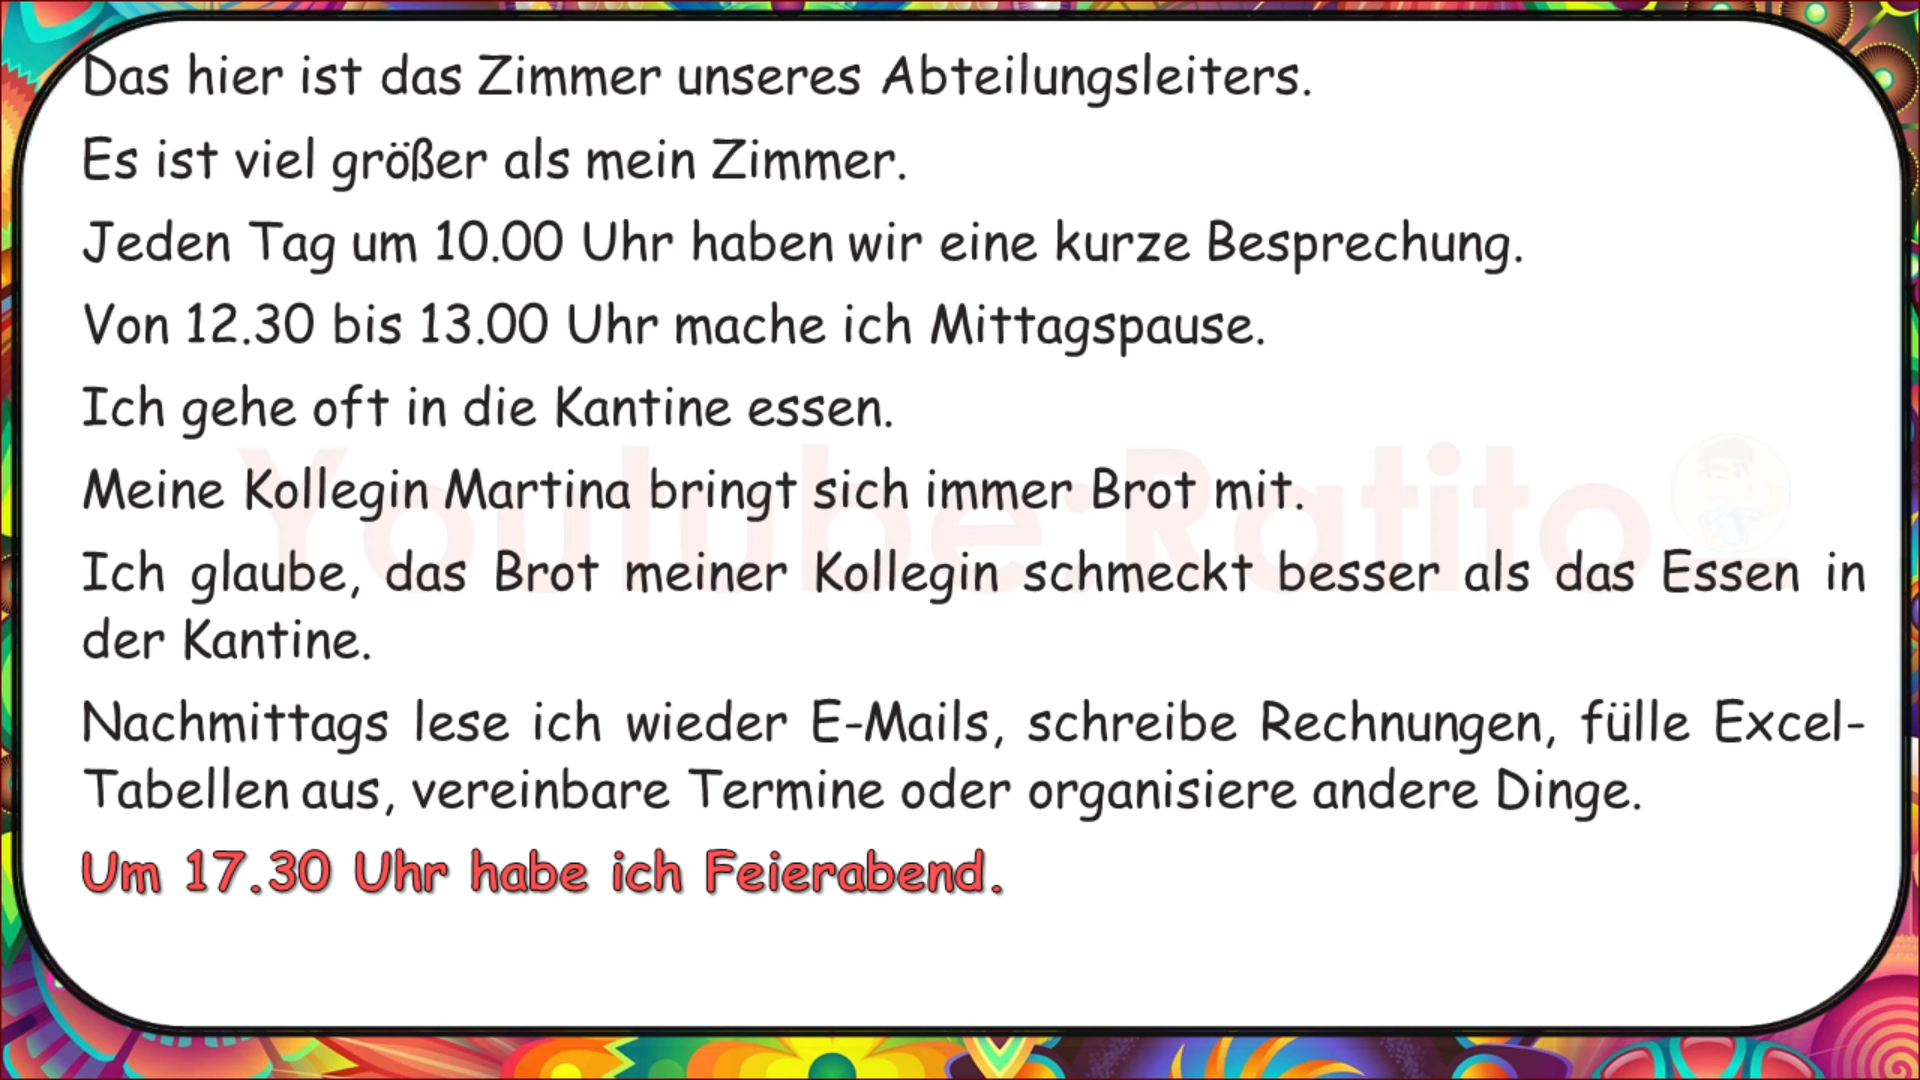 Das hier ist das Zimmer unseres Abteilungsleiters.
Es ist viel größer als mein Zimmer.
Jeden Tag um 10.00 Uhr haben wir eine kurze Besprechung.
Von 12.30 bis 13.00 Uhr mache ich Mittagspause.
Ich gehe oft in die Kantine essen.
Meine Kollegin Martina bringt sich immer Brot mit.
Youtube:Ratito
Ich glaube, das Brot meiner Kollegin schmeckt besser als das Essen in
der Kantine.
Nachmittags lese ich wieder E-Mails, schreibe Rechnungen, fülle Excel-
Tabellen aus, vereinbare Termine oder organisiere andere Dinge.
Um 17.30 Uhr habe ich Feierabend.